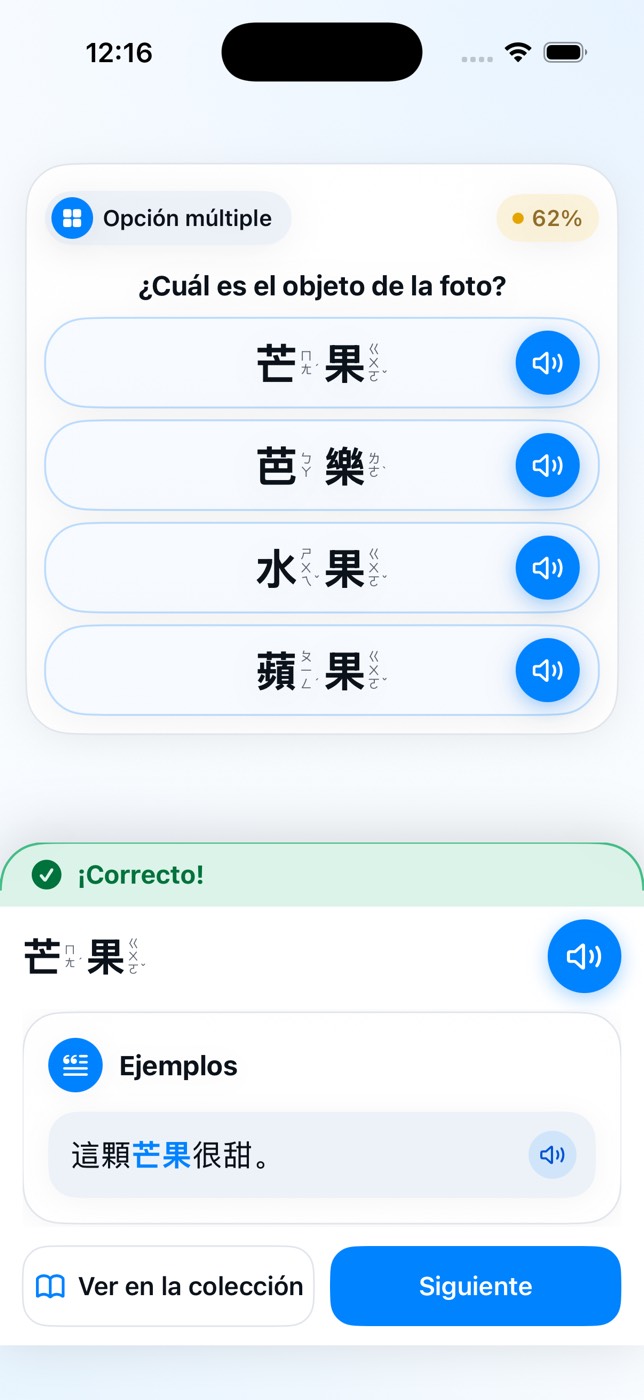 12:16
Opción múltiple
62%
¿Cuál es el objeto de la foto?
芒ㄇㄤˊ果ㄍㄨㄛˇ
芭ㄅㄚ樂ㄌㄜˋ
水ㄕㄨㄟˇ果ㄍㄨㄛˇ
蘋ㄆㄧㄥˊ果ㄍㄨㄛˇ
¡Correcto!
芒ㄇㄤˊ果ㄍㄨㄛˇ
Ejemplos
這顆芒果很甜。
Ver en la colección
Siguiente